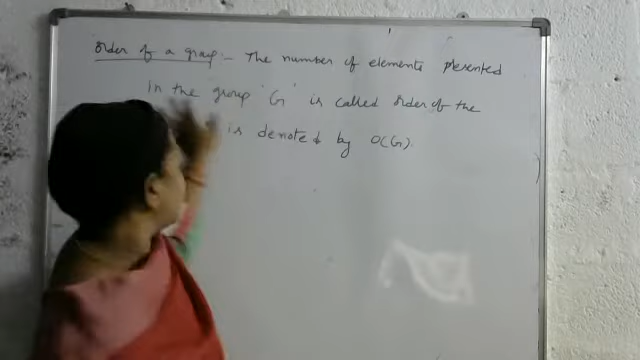 Order of a group:- The number of elements presented
in the group 'G' is called order of the
is denoted by O(G).